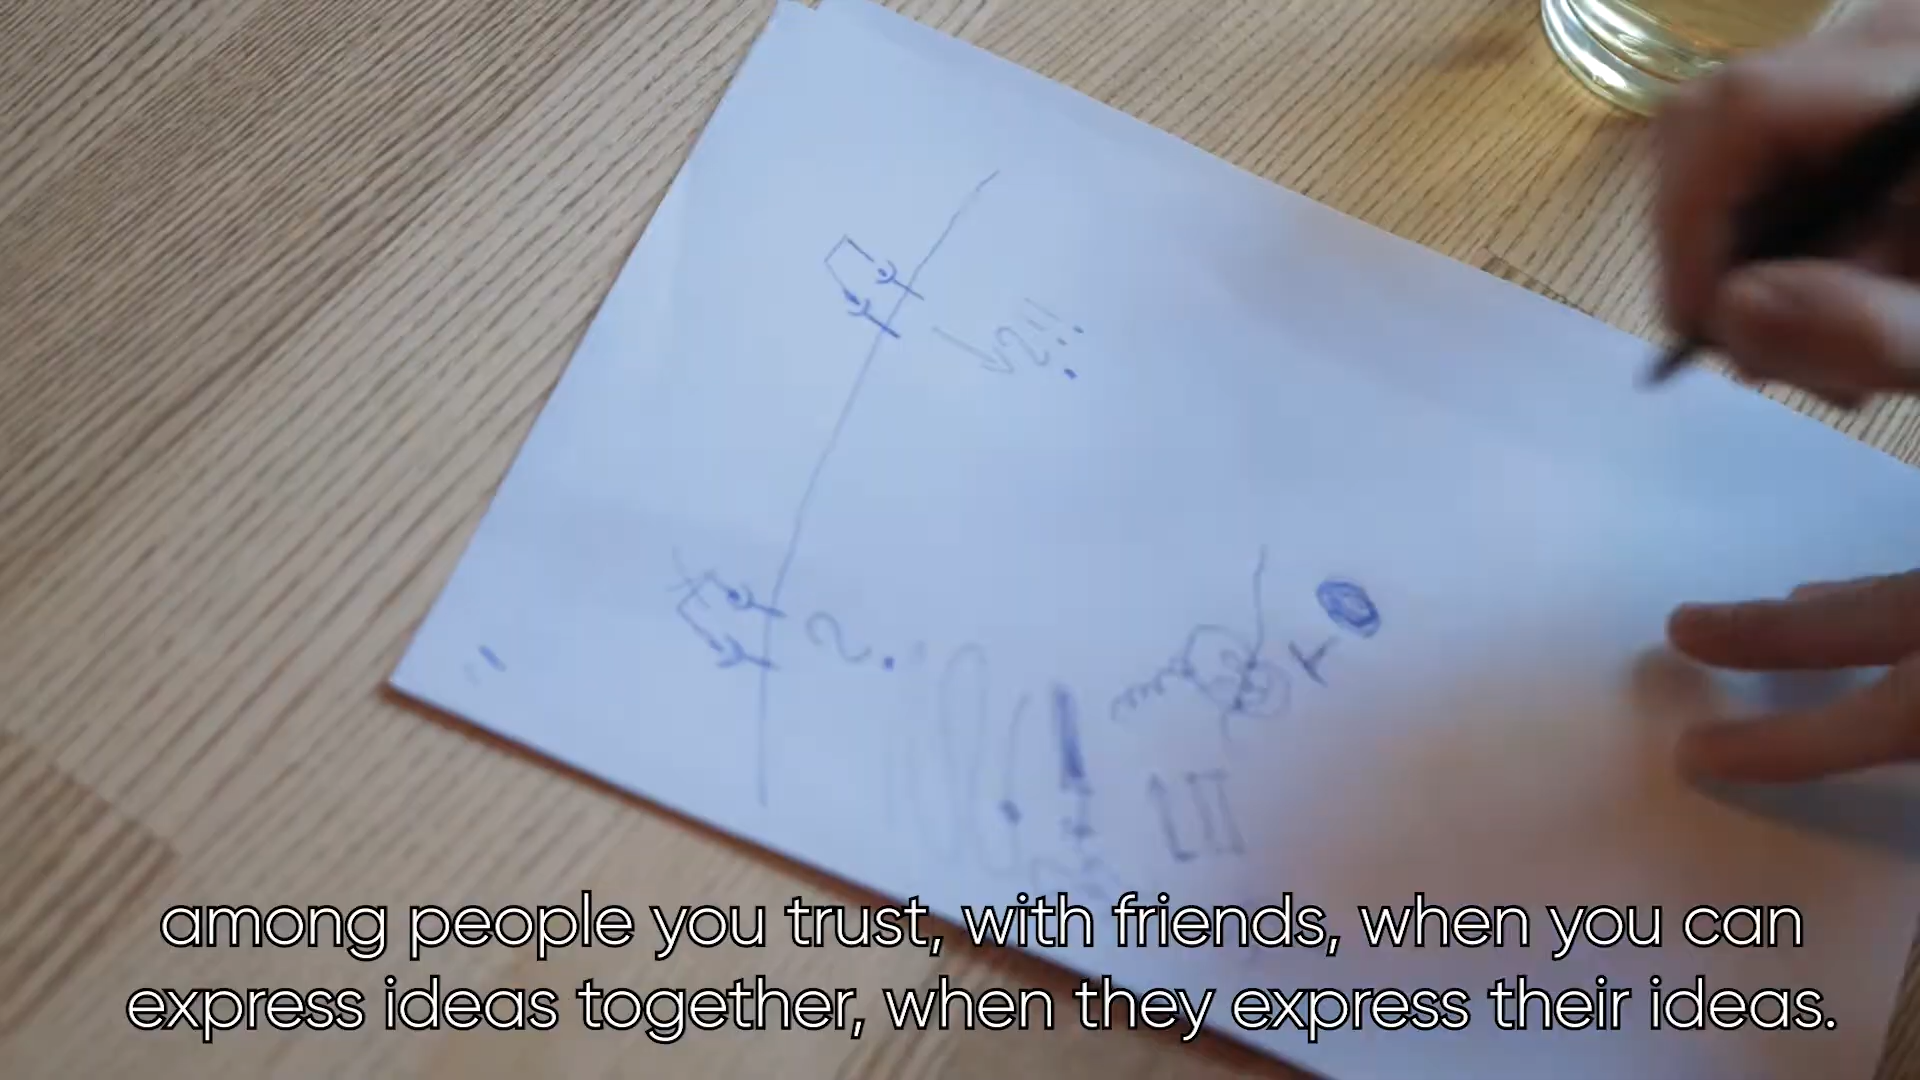 among people you trust, with friends, when you can
express ideas together, when they express their ideas.